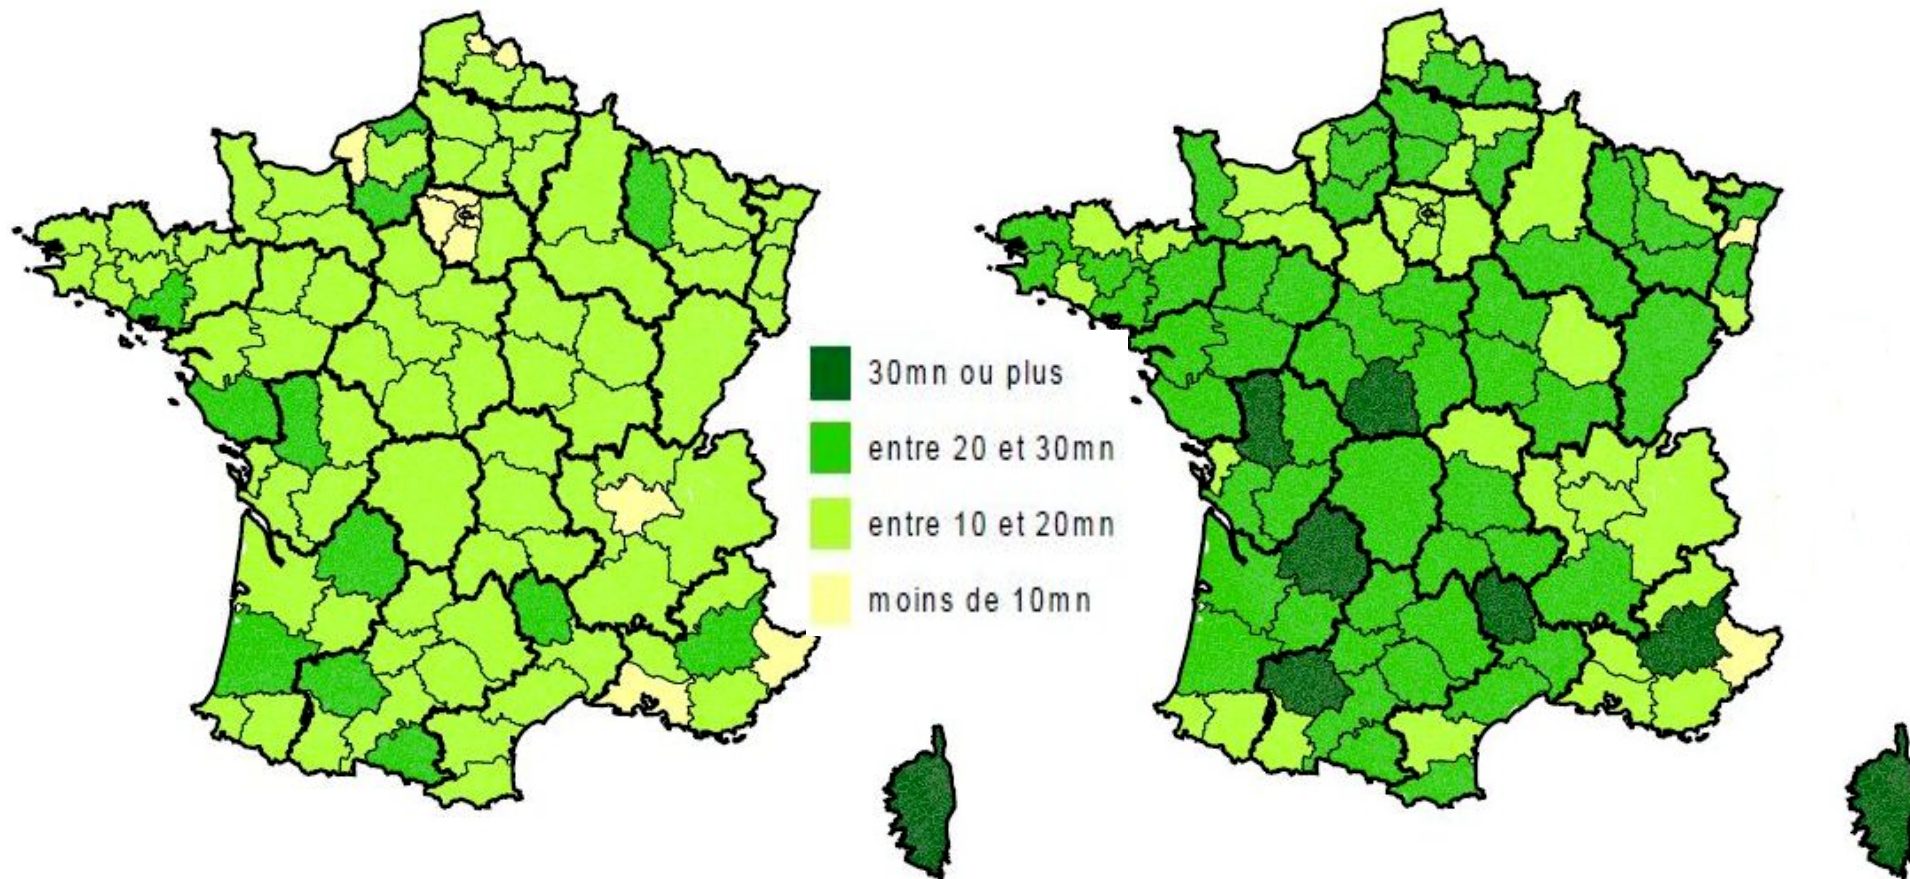 30mn ou plus
entre 20 et 30mn
entre 10 et 20mn
moins de 10mn